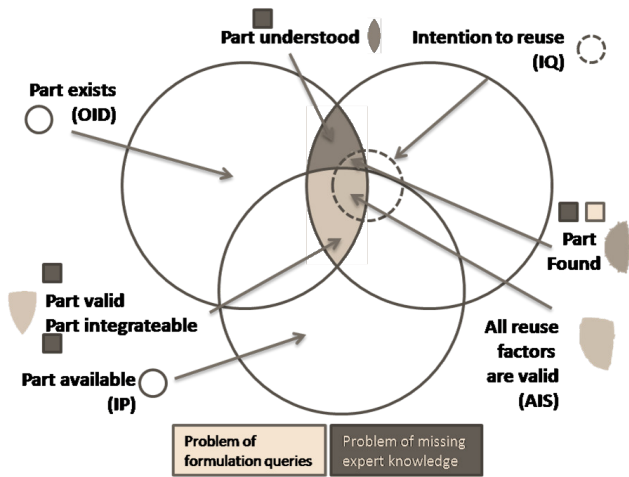 Part understood
Intention to reuse
(IQ)
Part exists
(OID)
Part
Found
Part valid
Part integrateable
All reuse
factors
are valid
(AIS)
Part available
(IP)
Problem of
formulation queries
Problem of missing
expert knowledge